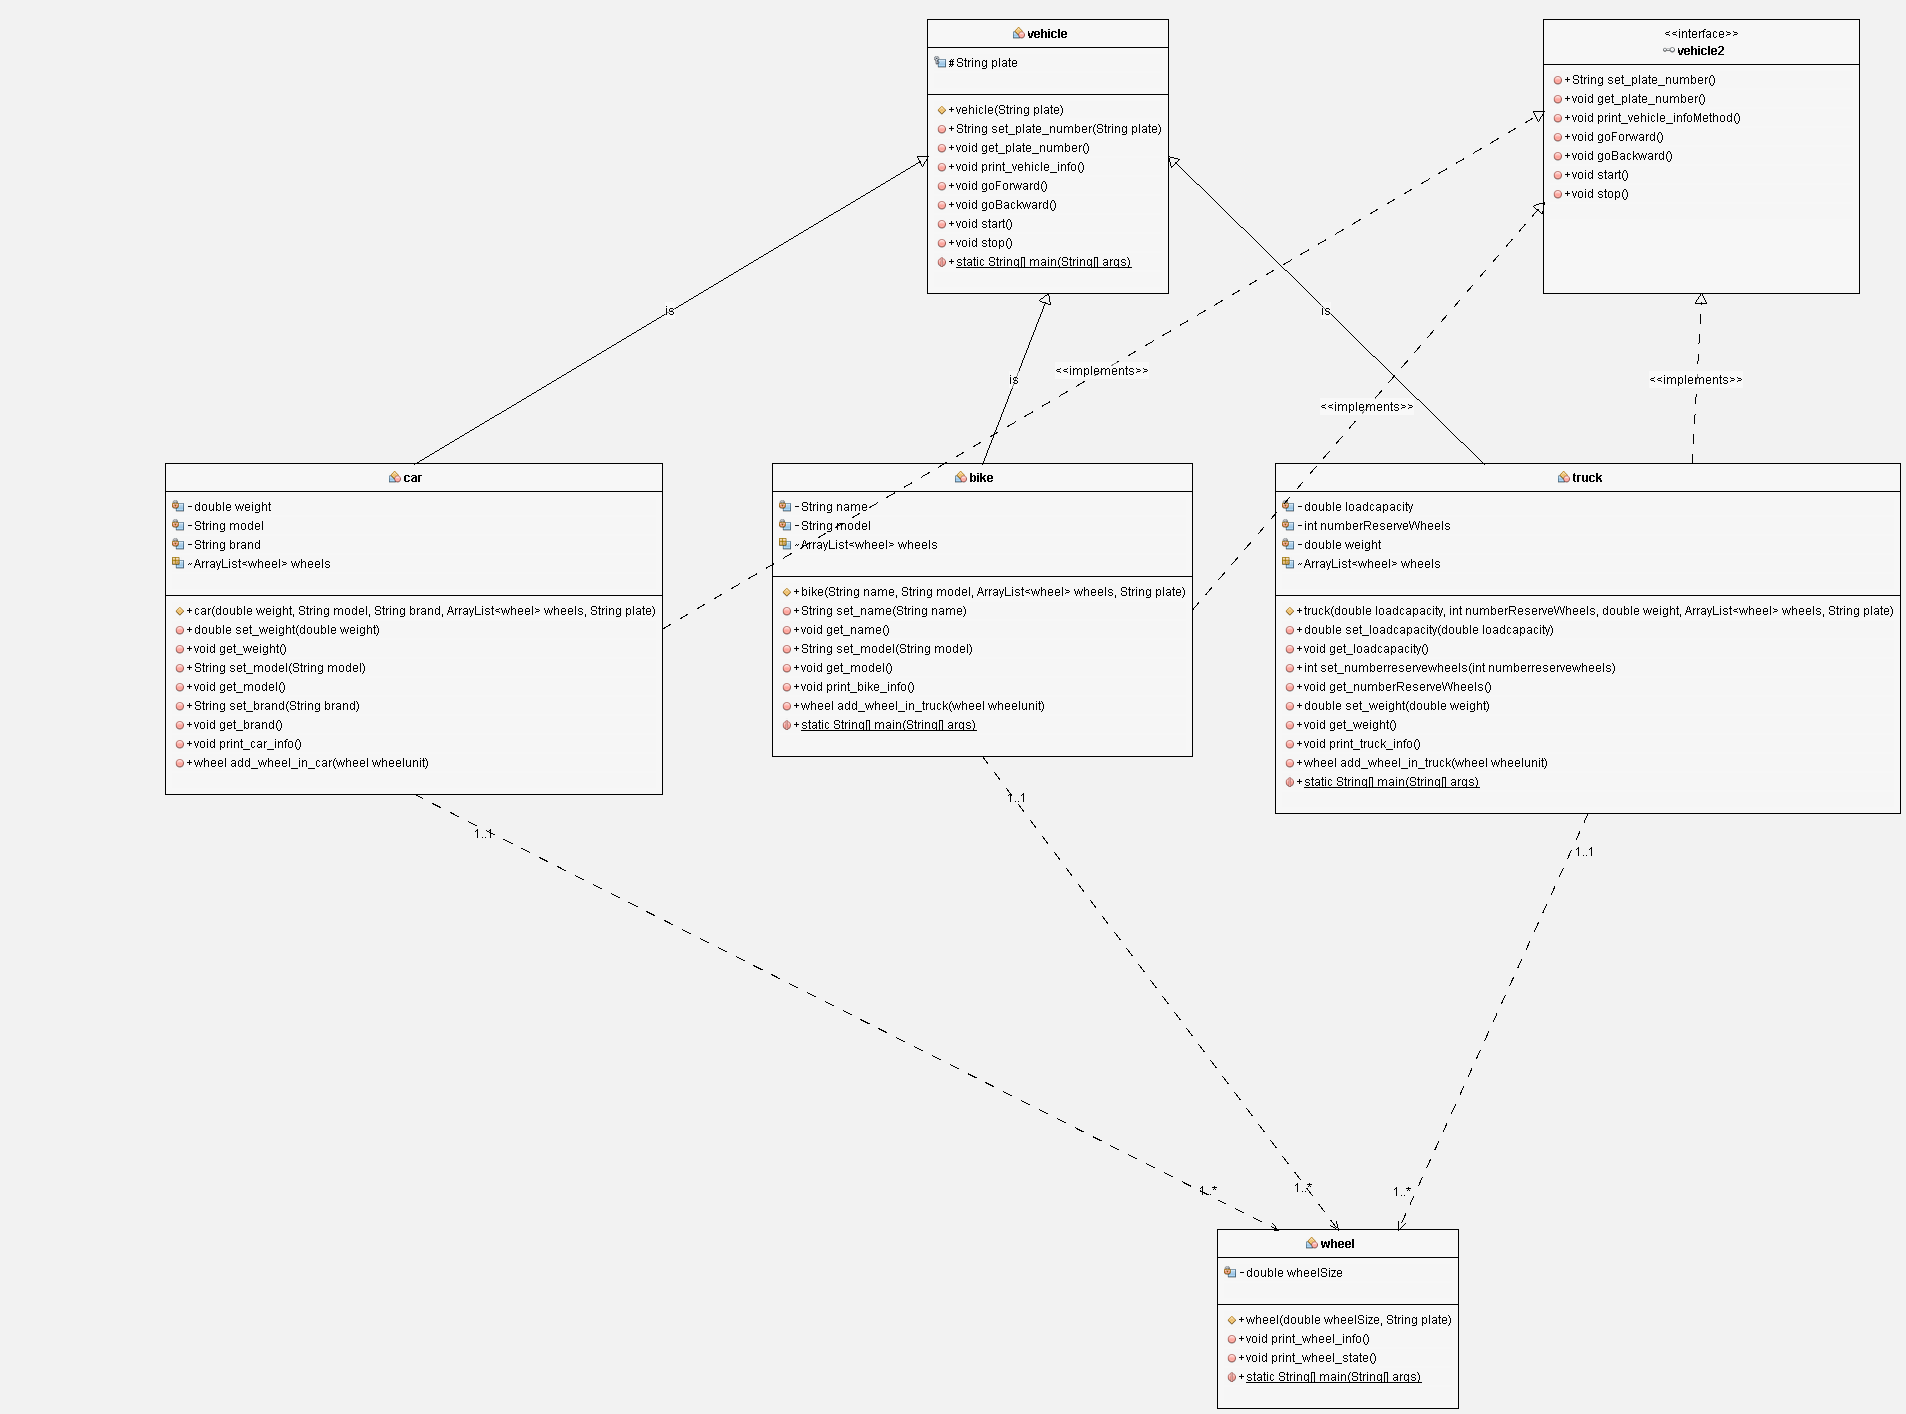 vehicle
#String plate
+vehicle(String plate)
+String set_plate_number(String plate)
+void get_plate_number()
+void print_vehicle_info()
+void goForward()
+void goBackward()
+void start()
+void stop()
+static String[] main(String[] args)
<<interface>>
vehicle2
+String set_plate_number()
+void get_plate_number()
+void print_vehicle_infoMethod()
+void goForward()
+void goBackward()
+void start()
+void stop()
is
is
is
<<implements>>
<<implements>>
<<implements>>
car
-double weight
-String model
-String brand
~ArrayList<wheel> wheels
+car(double weight, String model, String brand, ArrayList<wheel> wheels, String plate)
+double set_weight(double weight)
+void get_weight()
+String set_model(String model)
+void get_model()
+String set_brand(String brand)
+void get_brand()
+void print_car_info()
+wheel add_wheel_in_car(wheel wheelunit)
bike
-String name
-String model
~ArrayList<wheel> wheels
+bike(String name, String model, ArrayList<wheel> wheels, String plate)
+String set_name(String name)
+void get_name()
+String set_model(String model)
+void get_model()
+void print_bike_info()
+wheel add_wheel_in_truck(wheel wheelunit)
+static String[] main(String[] args)
truck
-double loadcapacity
-int numberReserveWheels
-double weight
~ArrayList<wheel> wheels
+truck(double loadcapacity, int numberReserveWheels, double weight, ArrayList<wheel> wheels, String plate)
+double set_loadcapacity(double loadcapacity)
+void get_loadcapacity()
+int set_numberreservewheels(int numberreservewheels)
+void get_numberReserveWheels()
+double set_weight(double weight)
+void get_weight()
+void print_truck_info()
+wheel add_wheel_in_truck(wheel wheelunit)
+static String[] main(String[] args)
1..1
1..1
1..1
1..*
1..*
1..*
wheel
-double wheelSize
+wheel(double wheelSize, String plate)
+void print_wheel_info()
+void print_wheel_state()
+static String[] main(String[] args)